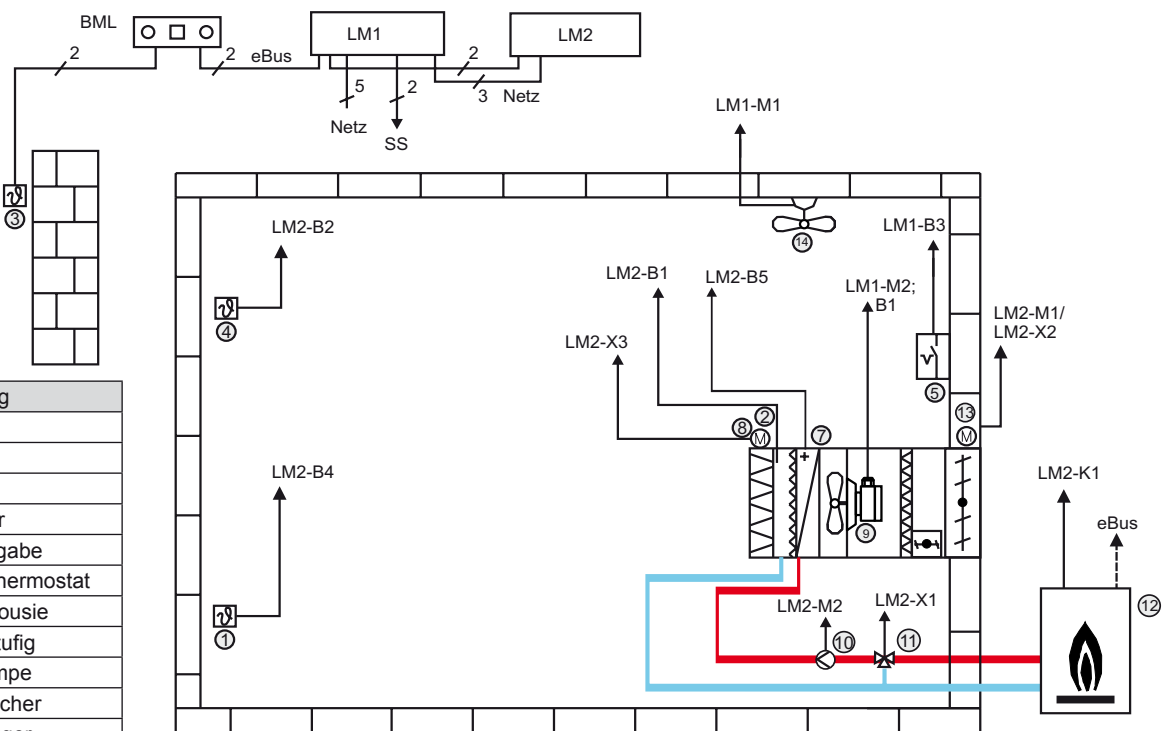 BML
LM1
LM2
2
2
eBus
2
5
2
3
Netz
Netz
SS
LM1-M1
3
LM2-B2
14
LM1-B3
LM2-B1
LM2-B5
LM1-M2;
B1
LM2-M1/
LM2-X2
4
LM2-X3
5
13
M
2
8
M
7
+
LM2-B4
LM2-K1
eBus
9
1
LM2-M2
LM2-X1
10
11
12
g
r
gabe
hermostat
ousie
tufig
mpe
cher